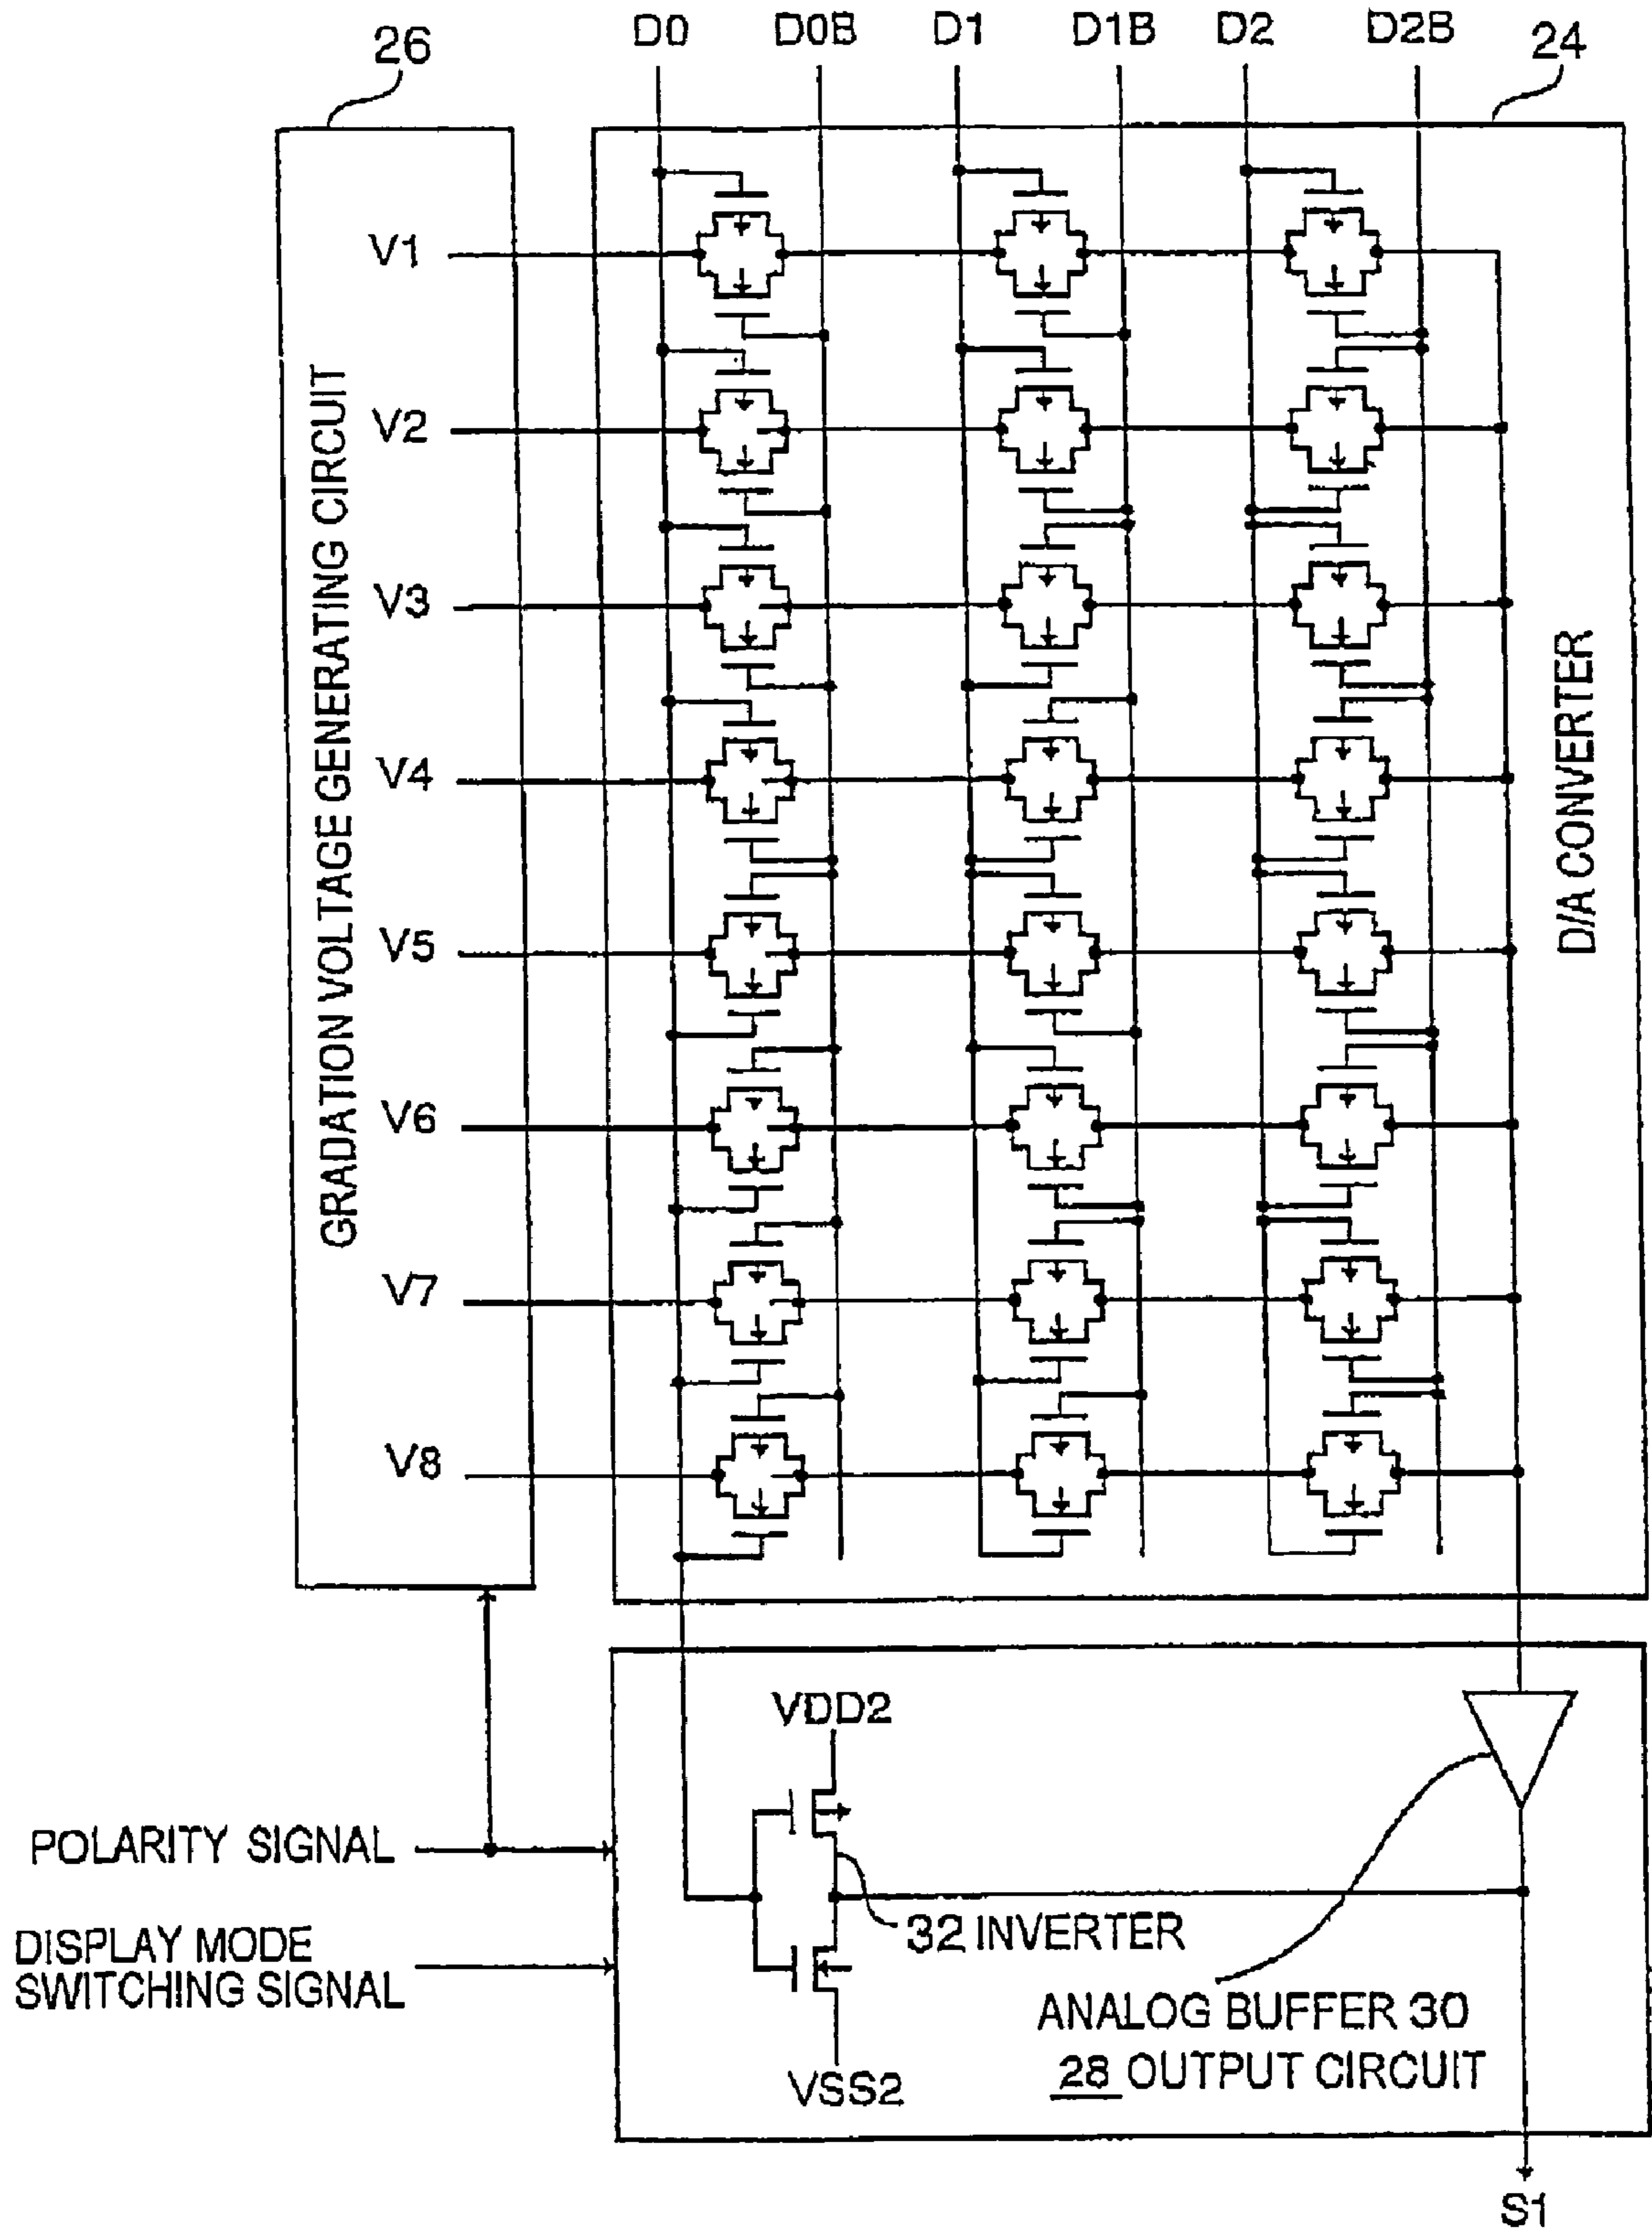 D0 D0B D1 D1B D2 D2B
26
24
V1
V2
V3
V4
V5
V6
V7
V8
GRADATION VOLTAGE GENERATING CIRCUIT
D/A CONVERTER
VDD2
POLARITY SIGNAL
32 INVERTER
DISPLAY MODE
SWITCHING SIGNAL
ANALOG BUFFER 30
VSS2
28 OUTPUT CIRCUIT
S1